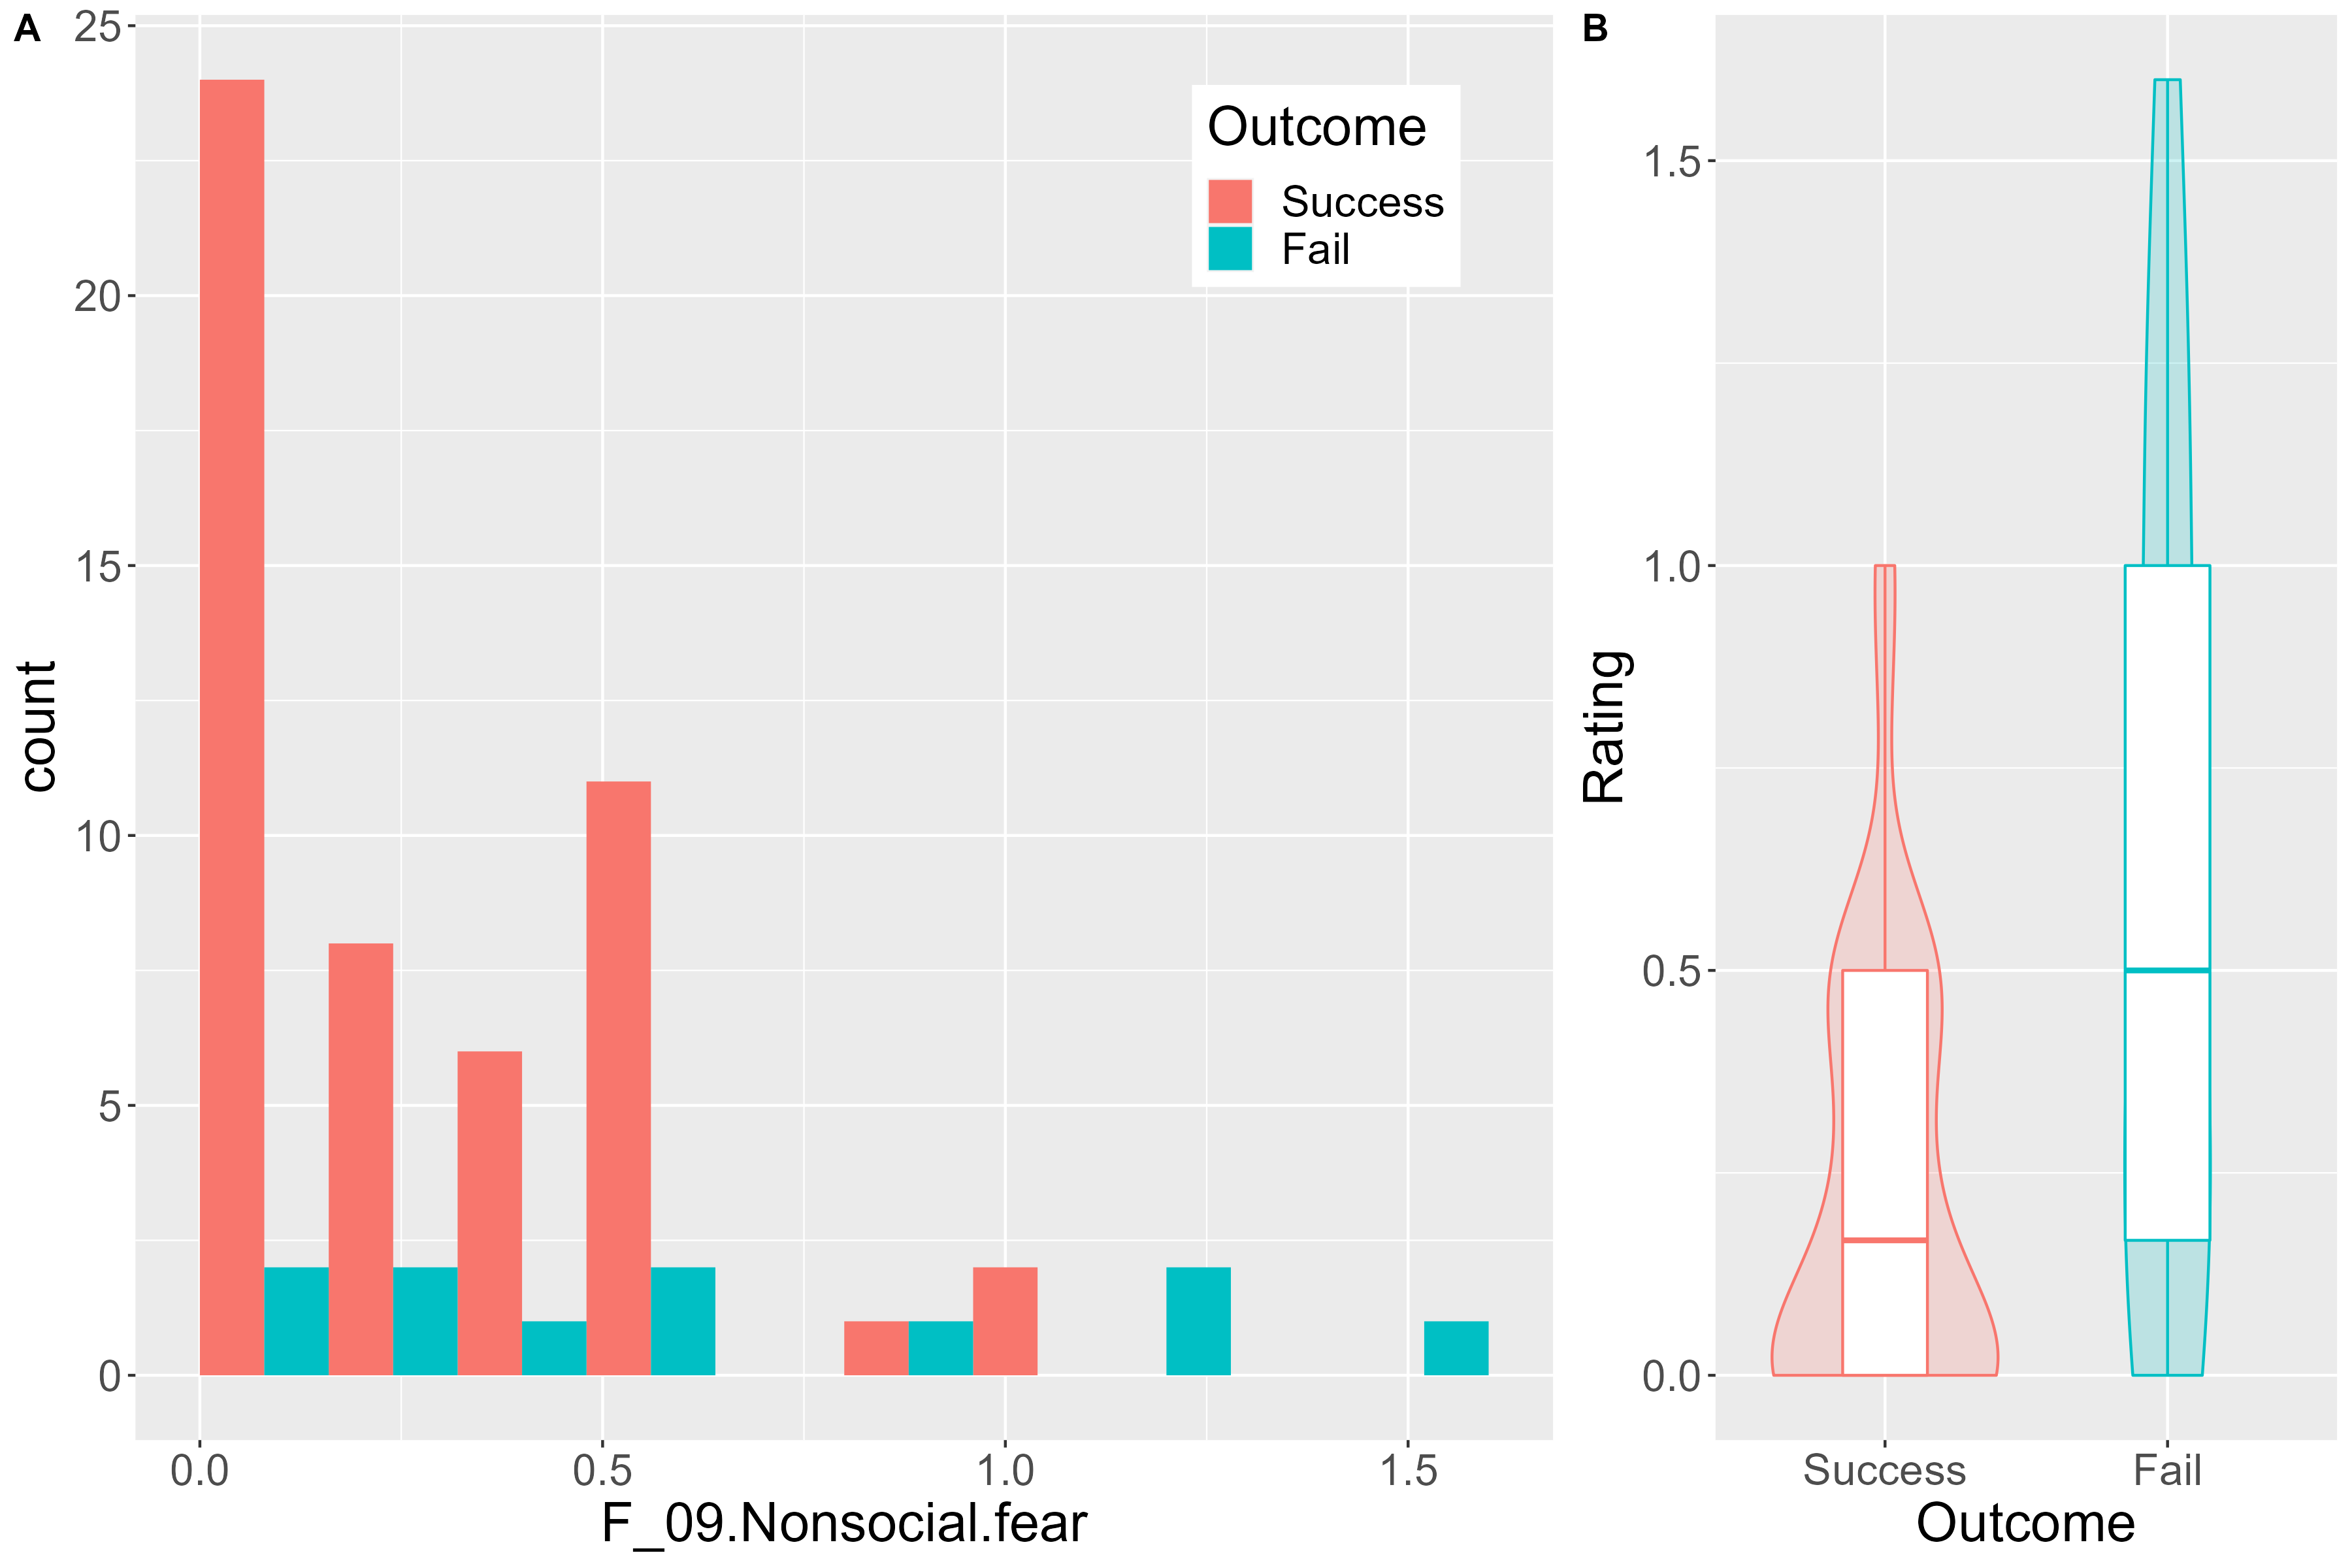 A
25
20
15
10
5
0
count
Outcome
Success
Fail
0.0 0.5 1.0 1.5
F_09.Nonsocial.fear
B
1.5
1.0
0.5
0.0
Rating
Success Fail
Outcome